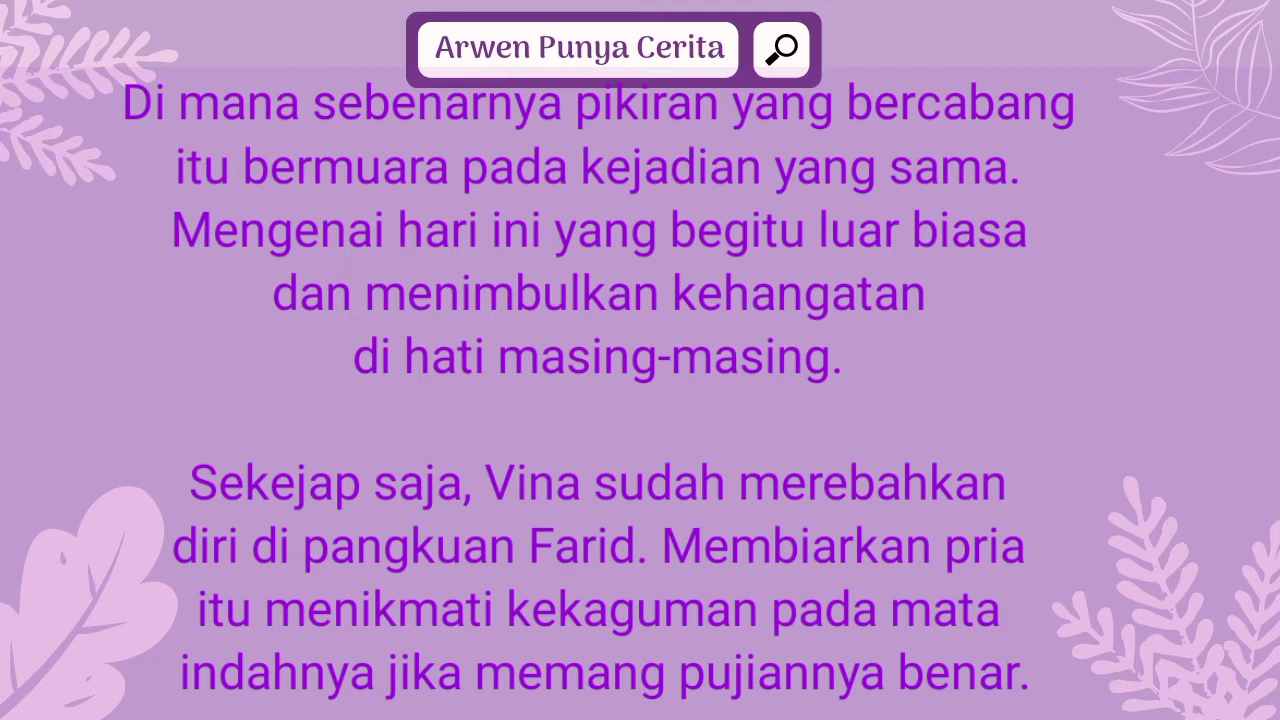 Arwen Punya Cerita
Di mana sebenarnya pikiran yang bercabang
itu bermuara pada kejadian yang sama.
Mengenai hari ini yang begitu luar biasa
dan menimbulkan kehangatan
di hati masing-masing.
Sekejap saja, Vina sudah merebahkan
diri di pangkuan Farid. Membiarkan pria
itu menikmati kekaguman pada mata
indahnya jika memang pujiannya benar.